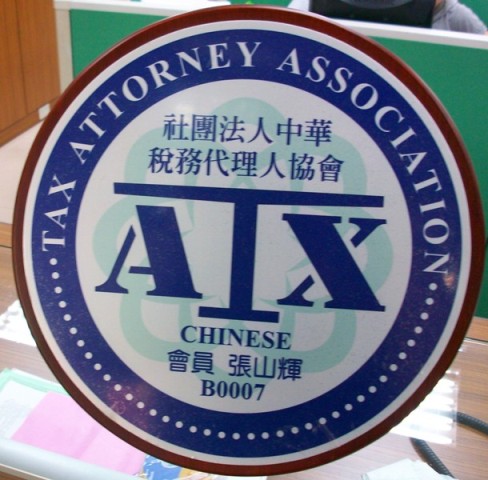 TAX ATTORNEY ASSOCIATION
社團法人中華
稅務代理人協會
ATX
CHINESE
會員 張山輝
B0007